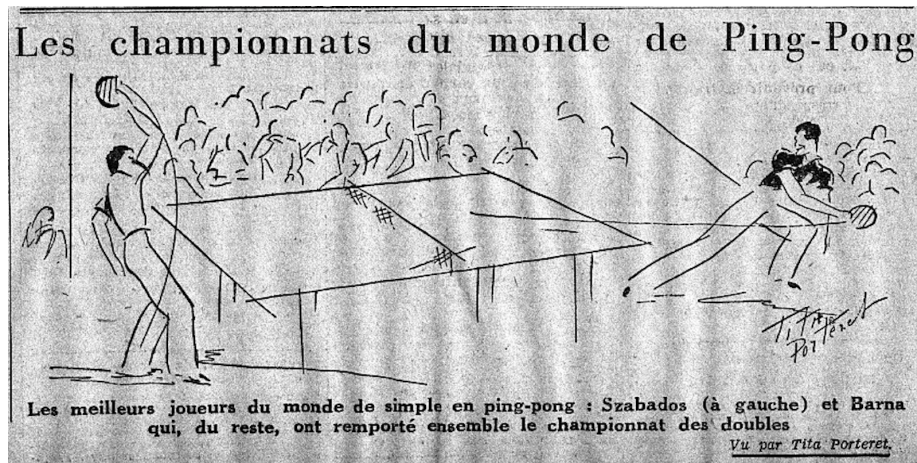 Les championnats du monde de Ping-Pong
Tita
Porteret
Les meilleurs joueurs du monde de simple en ping-pong : Szabados (à gauche) et Barna
qui, du reste, ont remporté ensemble le championnat des doubles
Vu par Tita Porteret.